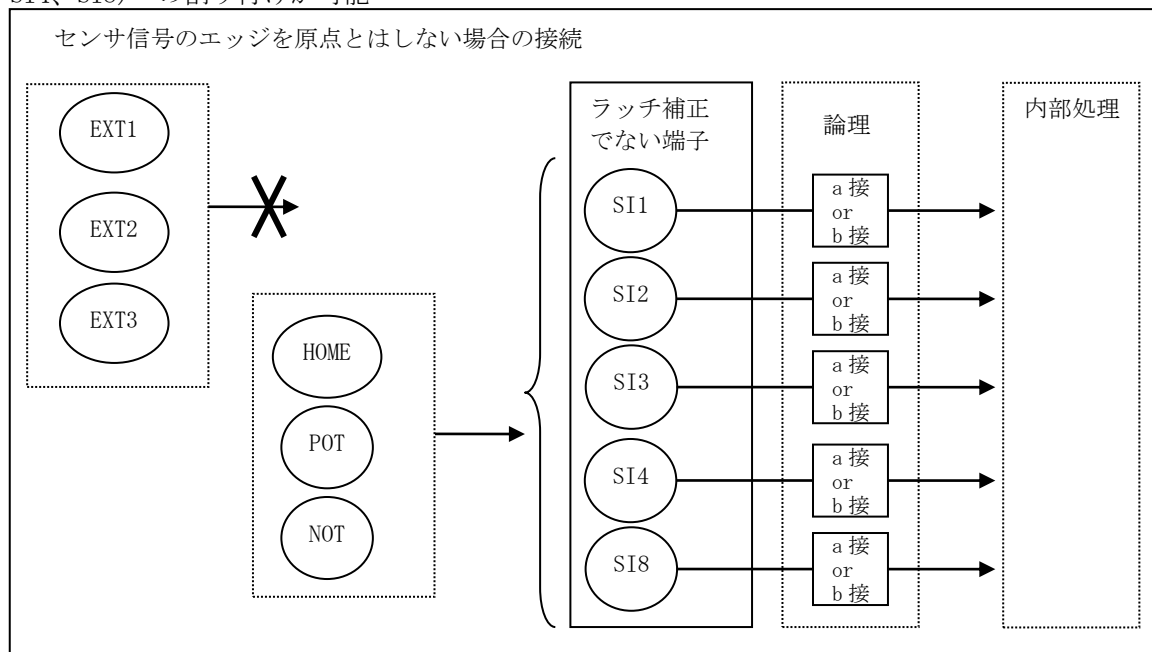 センサ信号のエッジを原点とはしない場合の接続
EXT1
EXT2
EXT3
HOME
POT
NOT
ラッチ補正
でない端子
SI1
SI2
SI3
SI4
SI8
論理
a接
or
b接
a接
or
b接
a接
or
b接
a接
or
b接
a接
or
b接
内部処理